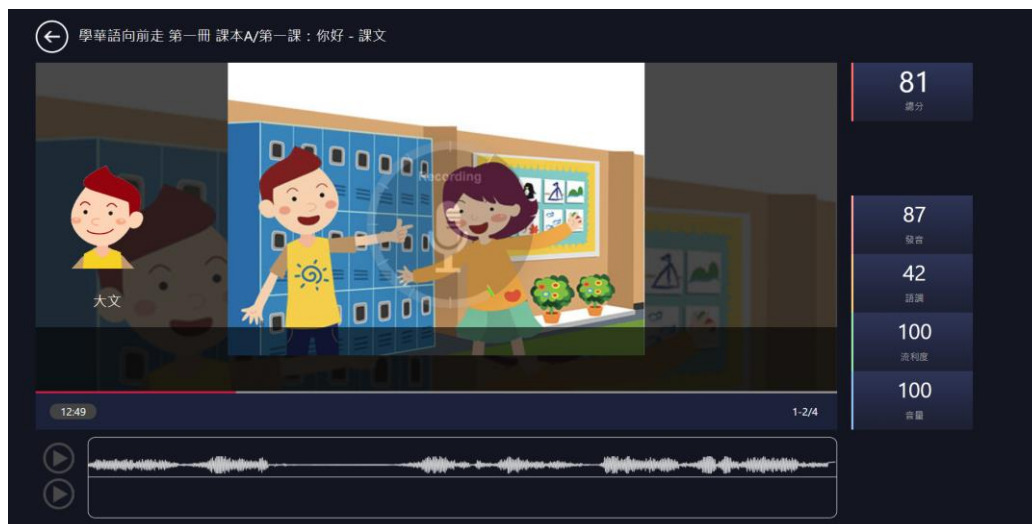 學華語向前走 第一冊 課本A/第一課：你好 - 課文
Recording
大文
12:49
1-2/4
81
總分
87
發音
42
語調
100
流利度
100
音量